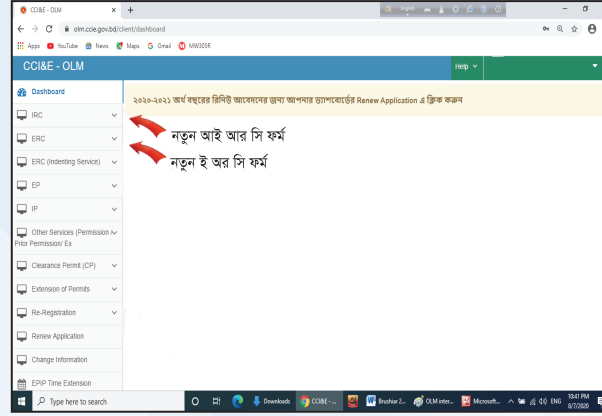 CCI&E - OLM
English
olm.ccie.gov.bd/client/dashboard
Apps YouTube News Maps Gmail MW305R
CCI&E - OLM
Help
Dashboard
২০২০-২০২১ অর্থ বছরের রিনিউ আবেদনের জন্য আপনার ড্যাশবোর্ডের Renew Application এ ক্লিক করুন
IRC
নতুন আই আর সি ফর্ম
ERC
নতুন ই অর সি ফর্ম
ERC (Indenting Service)
EP
IP
Other Services (Permission /
Prior Permission/ Ex
Clearance Permit (CP)
Extension of Permits
Re-Registration
Renew Application
Change Information
EPIP Time Extension
Type here to search
Downloads
CCI&E - ...
Brushiar 2...
OLM inter...
Microsoft...
ENG
10:41 PM
8/7/2020